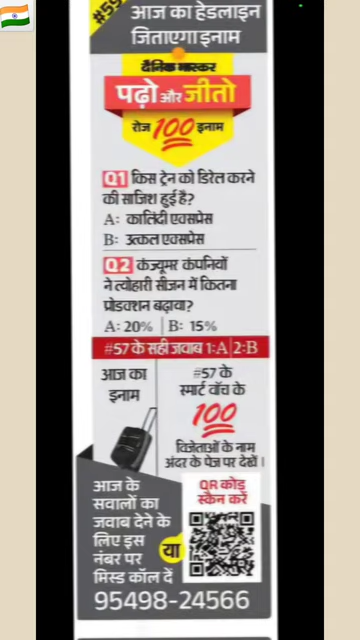 #59
आज का हेडलाइन
जिताएगा इनाम
दैनिक भास्कर
पढ़ो और जीतो
रोज 100 इनाम
Q1 किस ट्रेन को डिरेल करने
की साजिश हुई है?
A: कालिंदी एक्सप्रेस
B: उत्कल एक्सप्रेस
Q2 कंज्यूमर कंपनियों
ने त्योहारी सीजन में कितना
प्रोडक्शन बढ़ाया?
A: 20% | B: 15%
#57 के सही जवाब 1:A | 2:B
आज का
इनाम
#57 के
स्मार्ट वॉच के
100
विजेताओं के नाम
अंदर के पेज पर देखें।
आज के
सवालों का
जवाब देने के
लिए इस
नंबर पर
मिस्ड कॉल दें
या
QR कोड
स्कैन करें
95498-24566